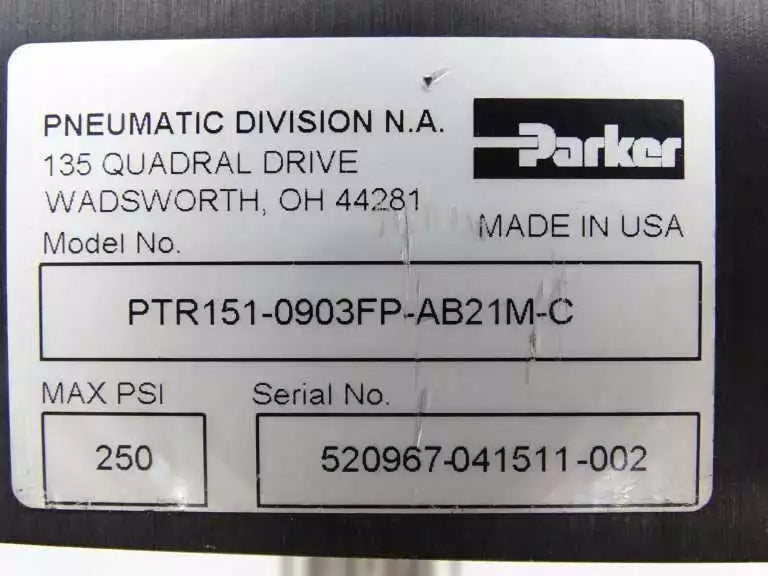 PNEUMATIC DIVISION N.A.
135 QUADRAL DRIVE
WADSWORTH, OH 44281
Parker
MADE IN USA
Model No.
PTR151-0903FP-AB21M-C
MAX PSI
250
Serial No.
520967-041511-002